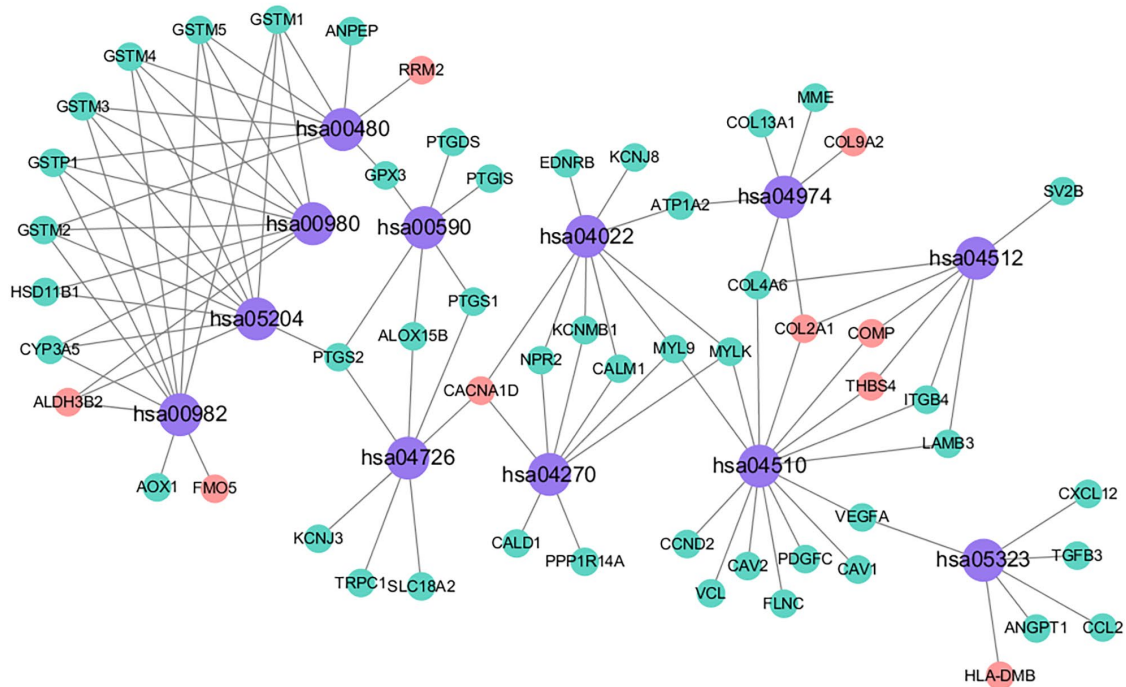 GSTM1
GSTM5
ANPEP
GSTM4
RRM2
GSTM3
hsa00480
MME
COL13A1
COL9A2
PTGDS
EDNRB
KCNJ8
GSTP1
GPX3
PTGIS
hsa04974
SV2B
ATP1A2
hsa00980
hsa00590
GSTM2
hsa04022
hsa04512
HSD11B1
COL4A6
PTGS1
hsa05204
ALOX15B
KCNMB1
COL2A1
COMP
CYP3A5
PTGS2
NPR2
MYL9
MYLK
CALM1
CACNA1D
THBS4
ALDH3B2
ITGB4
hsa00982
LAMB3
hsa04726
hsa04270
hsa04510
AOX1
FMO5
CXCL12
VEGFA
KCNJ3
CALD1
CCND2
PPP1R14A
CAV2
PDGFC
CAV1
hsa05323
TGFB3
TRPC1
SLC18A2
VCL
FLNC
ANGPT1
CCL2
HLA-DMB